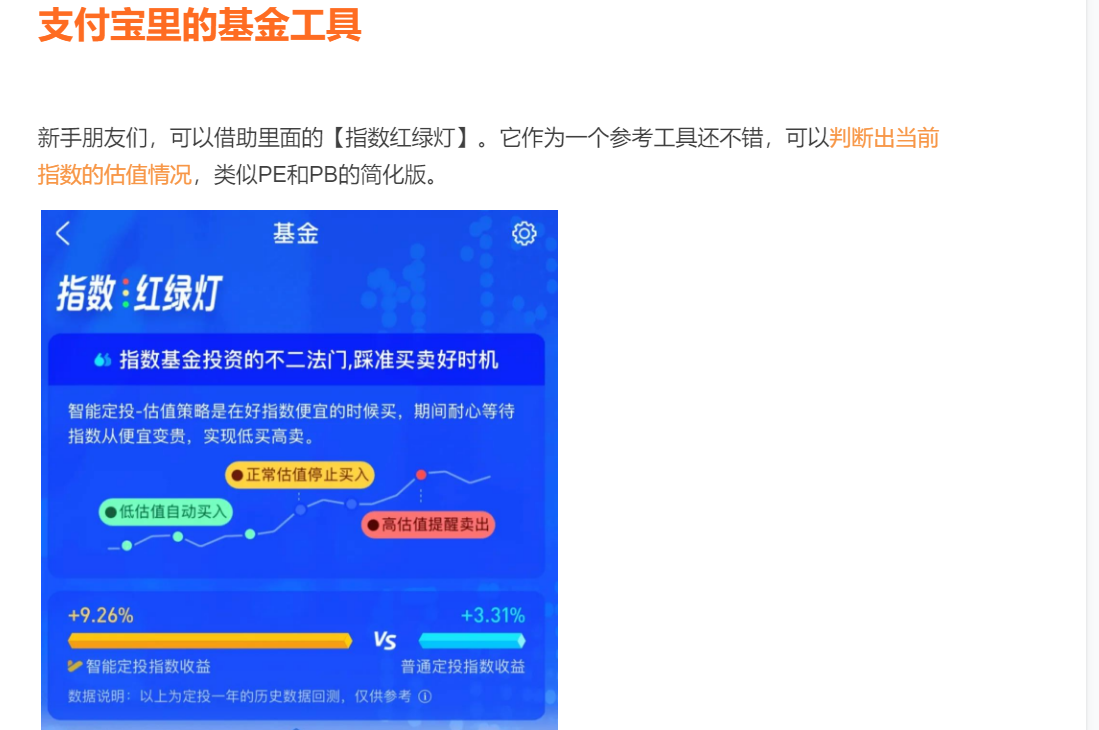 支付宝里的基金工具
新手朋友们，可以借助里面的【指数红绿灯】。它作为一个参考工具还不错，可以判断出当前
指数的估值情况，类似PE和PB的简化版。
基金
指数:红绿灯
指数基金投资的不二法门,踩准买卖好时机
智能定投-估值策略是在好指数便宜的时候买，期间耐心等待
指数从便宜变贵，实现低买高卖。
正常估值停止买入
低估值自动买入
高估值提醒卖出
+9.26%
+3.31%
VS
智能定投指数收益
普通定投指数收益
数据说明：以上为定投一年的历史数据回测，仅供参考